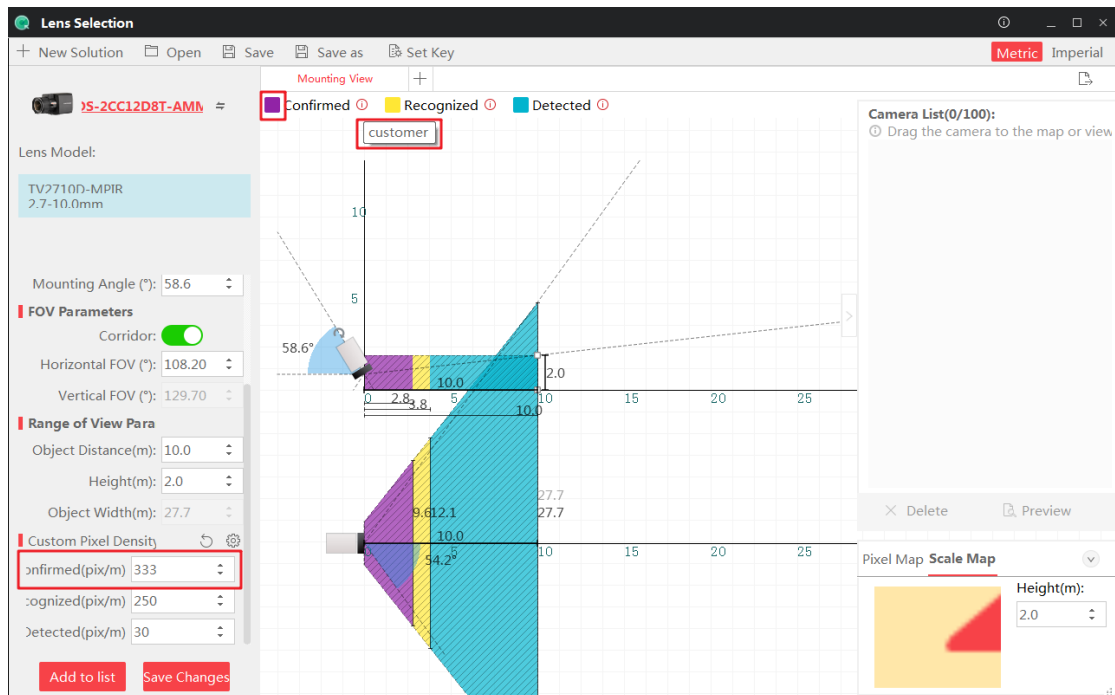 Lens Selection
New Solution Open Save Save as Set Key Metric Imperial
Mounting View
Confirmed Recognized Detected
customer
Camera List(0/100):
Drag the camera to the map or view
Lens Model:
TV2710D-MPIR
2.7-10.0mm
Mounting Angle (°): 58.6
FOV Parameters
Corridor:
Horizontal FOV (°): 108.20
Vertical FOV (°): 129.70
Range of View Para
Object Distance(m): 10.0
Height(m): 2.0
Object Width(m): 27.7
Custom Pixel Density
onfirmed(pix/m) 333
cognized(pix/m) 250
Detected(pix/m) 30
Add to list Save Changes
10
5
58.6°
10.0
2.0
0 2.8 5 10 15 20 25
3.8
10.0
27.7
9.6 12.1 27.7
10.0
5 10 15 20 25
54.2°
Delete Preview
Pixel Map Scale Map
Height(m):
2.0